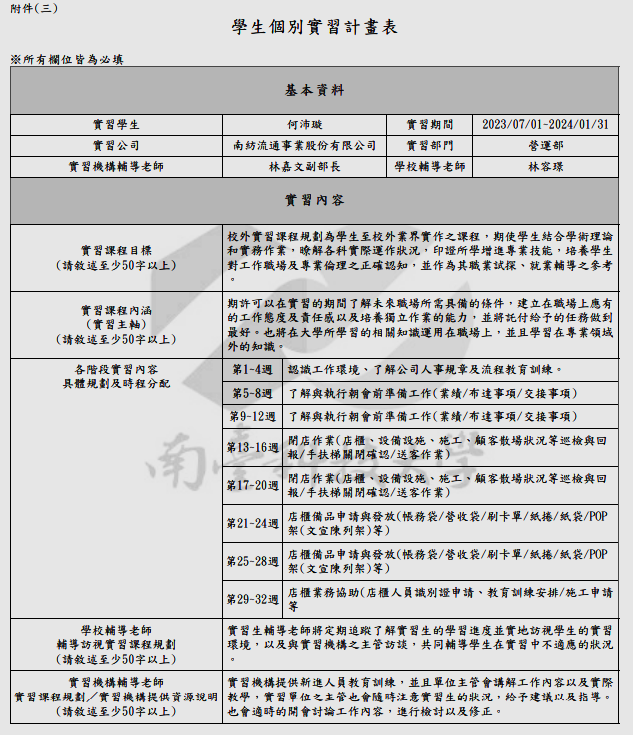 附件(三)
學生個別實習計畫表
※所有欄位皆為必填
基本資料
實習學生 何沛璇 實習期間 2023/07/01-2024/01/31
實習公司 南紡流通事業股份有限公司 實習部門 營運部
實習機構輔導老師 林嘉文副部長 學校輔導老師 林容璟
實習內容
實習課程目標
(請敘述至少50字以上)
校外實習課程規劃為學生至校外業界實作之課程，期使學生結合學術理論
和實務作業，瞭解各科實際運作狀況，印證所學增進專業技能，培養學生
對工作職場及專業倫理之正確認知，並作為其職業試探、就業輔導之參考
。
實習課程內涵
(實習主軸)
(請敘述至少50字以上)
期許可以在實習的期間了解未來職場所需具備的條件，建立在職場上應有
的工作態度及責任感以及培養獨立作業的能力，並將託付給予的任務做到
最好。也將在大學所學習的相關知識運用在職場上，並且學習在專業領域
外的知識。
各階段實習內容
具體規劃及時程分配
第1-4週 認識工作環境、了解公司人事規章及流程教育訓練。
第5-8週 了解與執行朝會前準備工作(業績/布達事項/交接事項)
第9-12週 了解與執行朝會前準備工作(業績/布達事項/交接事項)
第13-16週 閉店作業(店櫃、設備設施、施工、顧客散場狀況等巡檢與回
報/手扶梯關閉確認/送客作業)
第17-20週 閉店作業(店櫃、設備設施、施工、顧客散場狀況等巡檢與回
報/手扶梯關閉確認/送客作業)
第21-24週 店櫃備品申請與發放(帳務袋/營收袋/刷卡單/紙捲/紙袋/POP
架(文宣陳列架)等)
第25-28週 店櫃備品申請與發放(帳務袋/營收袋/刷卡單/紙捲/紙袋/POP
架(文宣陳列架)等)
第29-32週 店櫃業務協助(店櫃人員識別證申請、教育訓練安排/施工申請
等
南臺科技大學
學校輔導老師
輔導訪視實習課程規劃
(請敘述至少50字以上)
實習生輔導老師將定期追蹤了解實習生的學習進度並實地訪視學生的實習
環境，以及與實習機構之主管訪談，共同輔導學生在實習中不適應的狀況
。
實習機構輔導老師
實習課程規劃／實習機構提供資源說明
(請敘述至少50字以上)
實習機構提供新進人員教育訓練，並且單位主管會講解工作內容以及實際
教學，實習單位之主管也會隨時注意實習生的狀況，給予建議以及指導。
也會適時的開會討論工作內容，進行檢討以及修正。